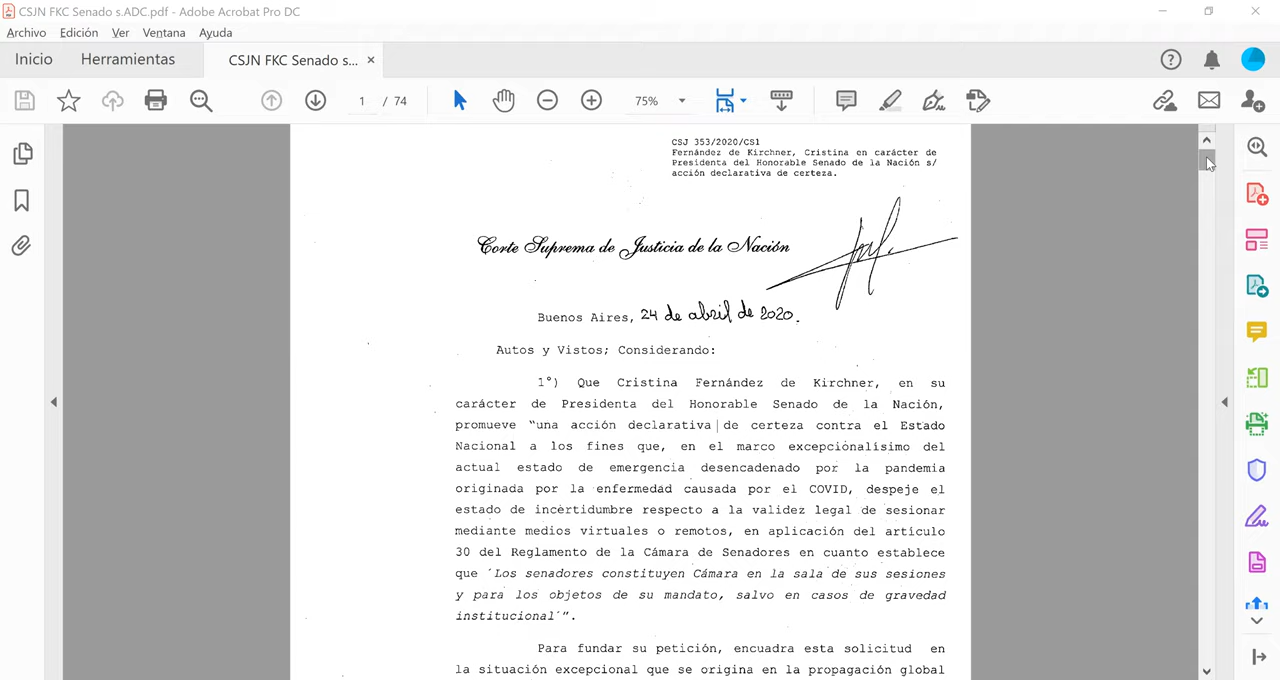 CSJN FKC Senado s.ADC.pdf - Adobe Acrobat Pro DC
Archivo Edición Ver Ventana Ayuda
Inicio Herramientas CSJN FKC Senado s... ×
1 / 74 75%
CSJ 353/2020/CS1
Fernández de Kirchner, Cristina en carácter de
Presidenta del Honorable Senado de la Nación s/
acción declarativa de certeza.
Corte Suprema de Justicia de la Nación
Buenos Aires, 24 de abril de 2020.
Autos y Vistos; Considerando:
1°) Que Cristina Fernández de Kirchner, en su
carácter de Presidenta del Honorable Senado de la Nación,
promueve "una acción declarativa de certeza contra el Estado
Nacional a los fines que, en el marco excepcionalísimo del
actual estado de emergencia desencadenado por la pandemia
originada por la enfermedad causada por el COVID, despeje el
estado de incertidumbre respecto a la validez legal de sesionar
mediante medios virtuales o remotos, en aplicación del artículo
30 del Reglamento de la Cámara de Senadores en cuanto establece
que ´Los senadores constituyen Cámara en la sala de sus sesiones
y para los objetos de su mandato, salvo en casos de gravedad
institucional´".
Para fundar su petición, encuadra esta solicitud en
la situación excepcional que se origina en la propagación global